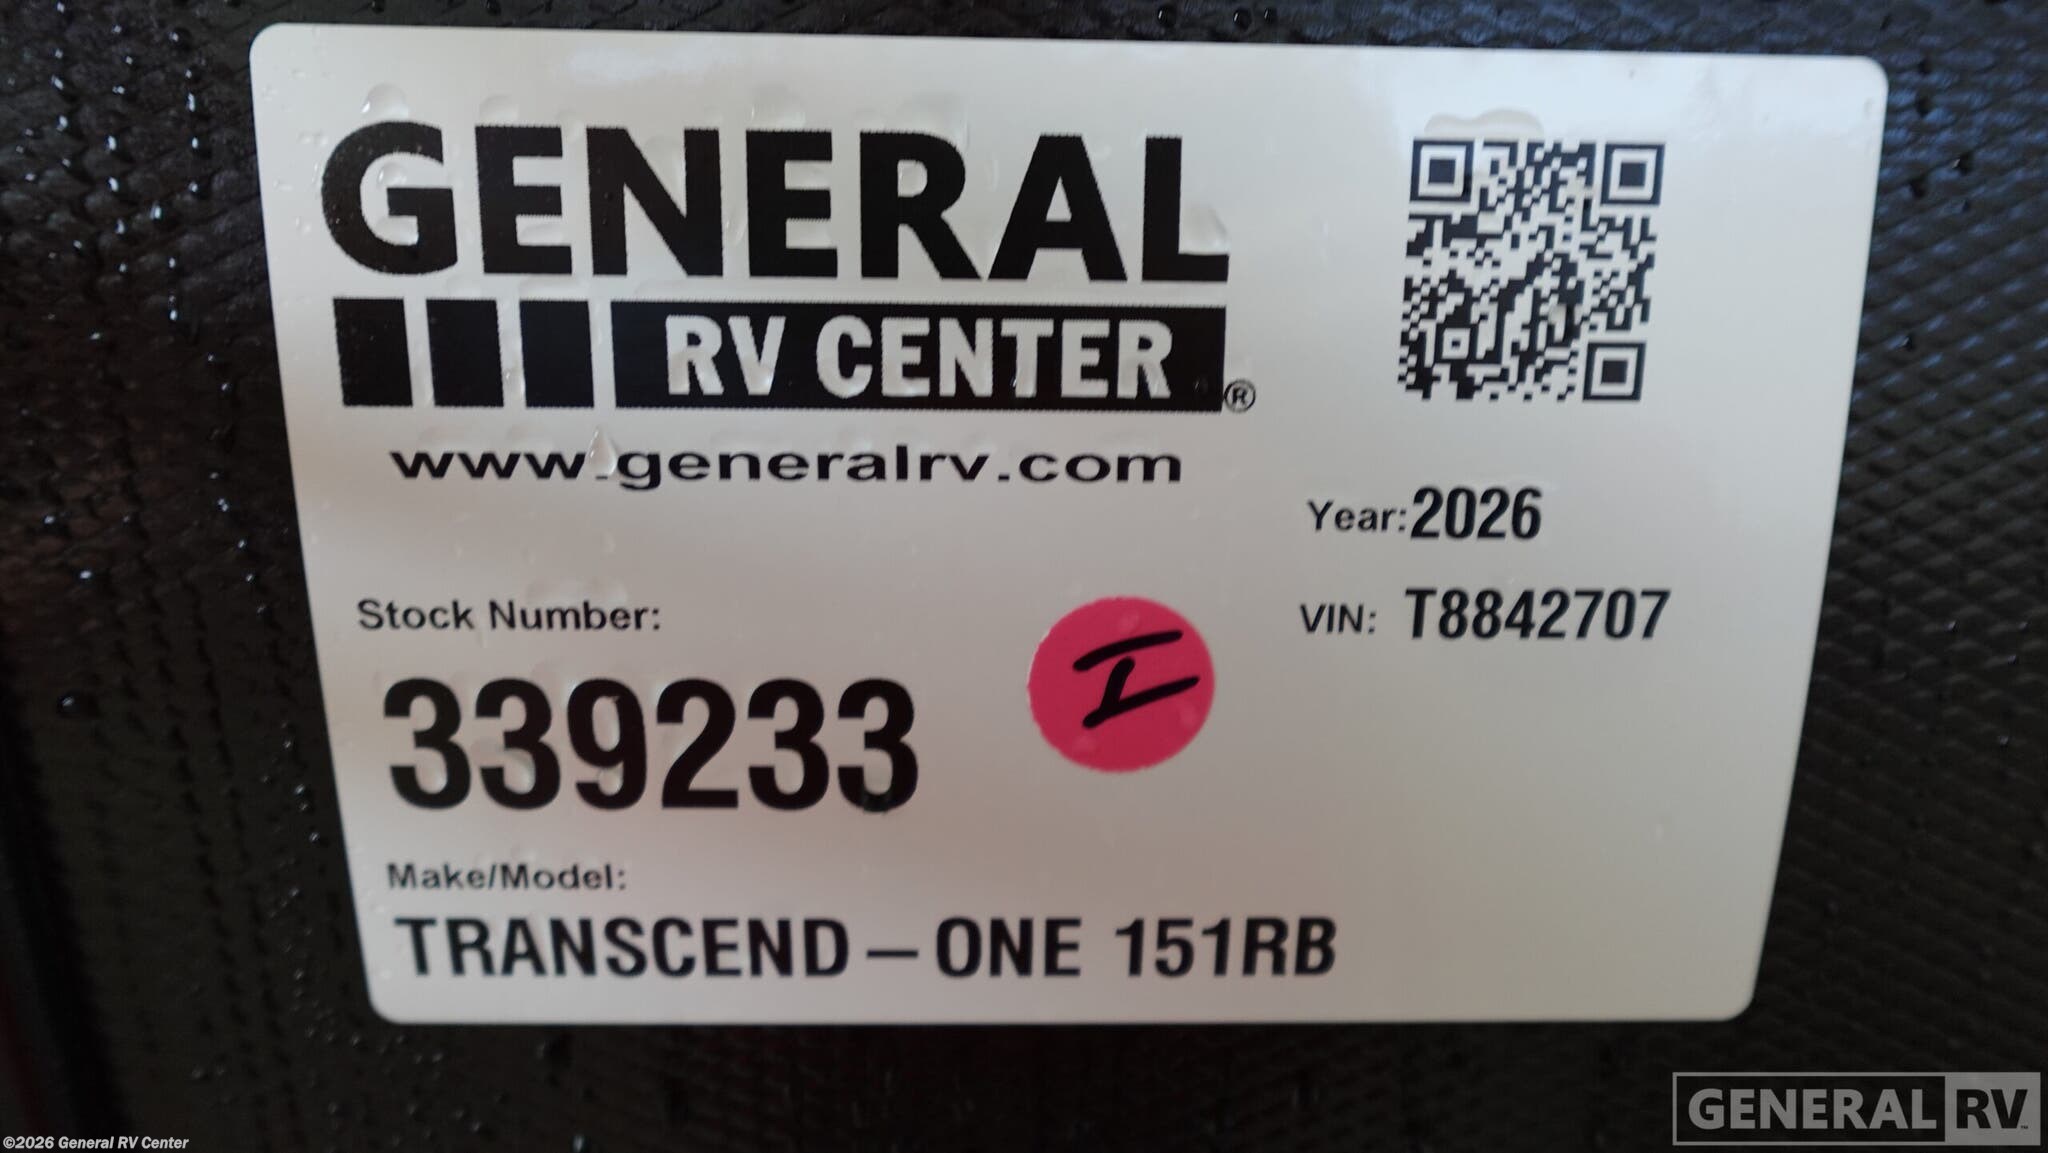 GENERAL
RV CENTER®
www.generalrv.com
Year: 2026
VIN: T8842707
Stock Number:
339233
I
Make/Model:
TRANSCEND – ONE 151RB
GENERAL RV™
©2026 General RV Center